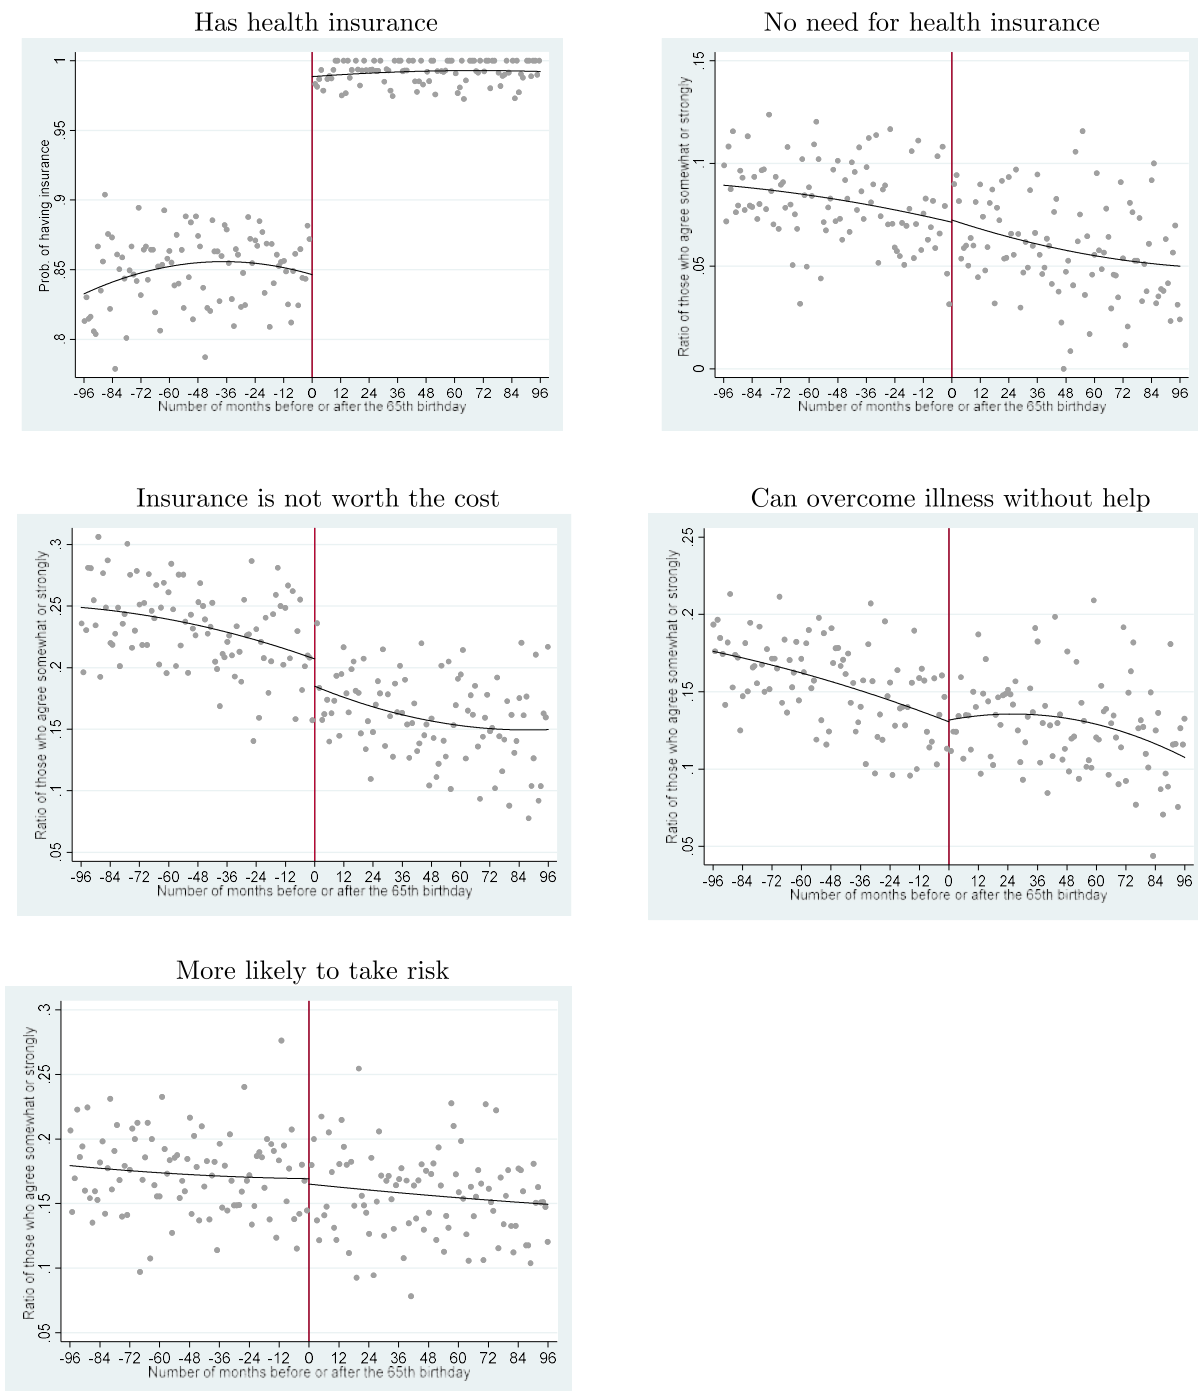 Has health insurance
Prob. of having insurance
1
.95
.9
.85
.8
-96 -84 -72 -60 -48 -36 -24 -12 0 12 24 36 48 60 72 84 96
Number of months before or after the 65th birthday
No need for health insurance
Ratio of those who agree somewhat or strongly
.15
.1
.05
0
-96 -84 -72 -60 -48 -36 -24 -12 0 12 24 36 48 60 72 84 96
Number of months before or after the 65th birthday
Insurance is not worth the cost
Ratio of those who agree somewhat or strongly
.3
.25
.2
.15
.1
.05
-96 -84 -72 -60 -48 -36 -24 -12 0 12 24 36 48 60 72 84 96
Number of months before or after the 65th birthday
Can overcome illness without help
Ratio of those who agree somewhat or strongly
.25
.2
.15
.1
.05
-96 -84 -72 -60 -48 -36 -24 -12 0 12 24 36 48 60 72 84 96
Number of months before or after the 65th birthday
More likely to take risk
Ratio of those who agree somewhat or strongly
.3
.25
.2
.15
.1
.05
-96 -84 -72 -60 -48 -36 -24 -12 0 12 24 36 48 60 72 84 96
Number of months before or after the 65th birthday